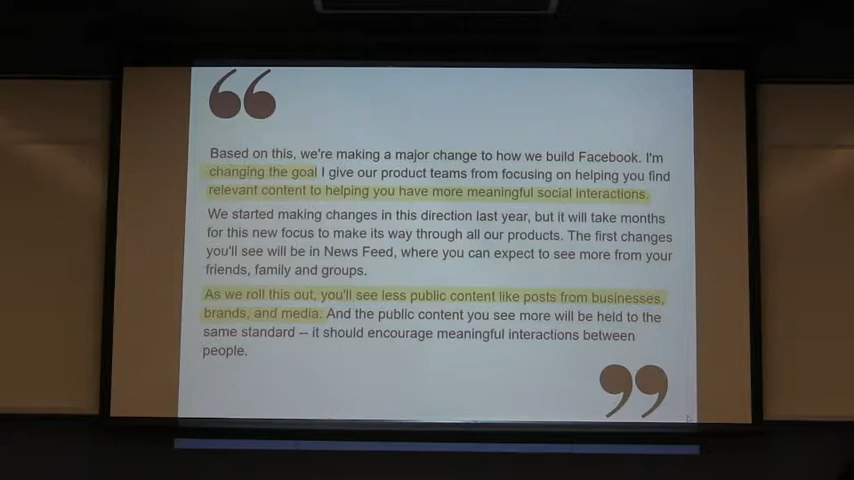 “
Based on this, we're making a major change to how we build Facebook. I'm
changing the goal I give our product teams from focusing on helping you find
relevant content to helping you have more meaningful social interactions.
We started making changes in this direction last year, but it will take months
for this new focus to make its way through all our products. The first changes
you'll see will be in News Feed, where you can expect to see more from your
friends, family and groups.
As we roll this out, you'll see less public content like posts from businesses,
brands, and media. And the public content you see more will be held to the
same standard -- it should encourage meaningful interactions between
people.
”